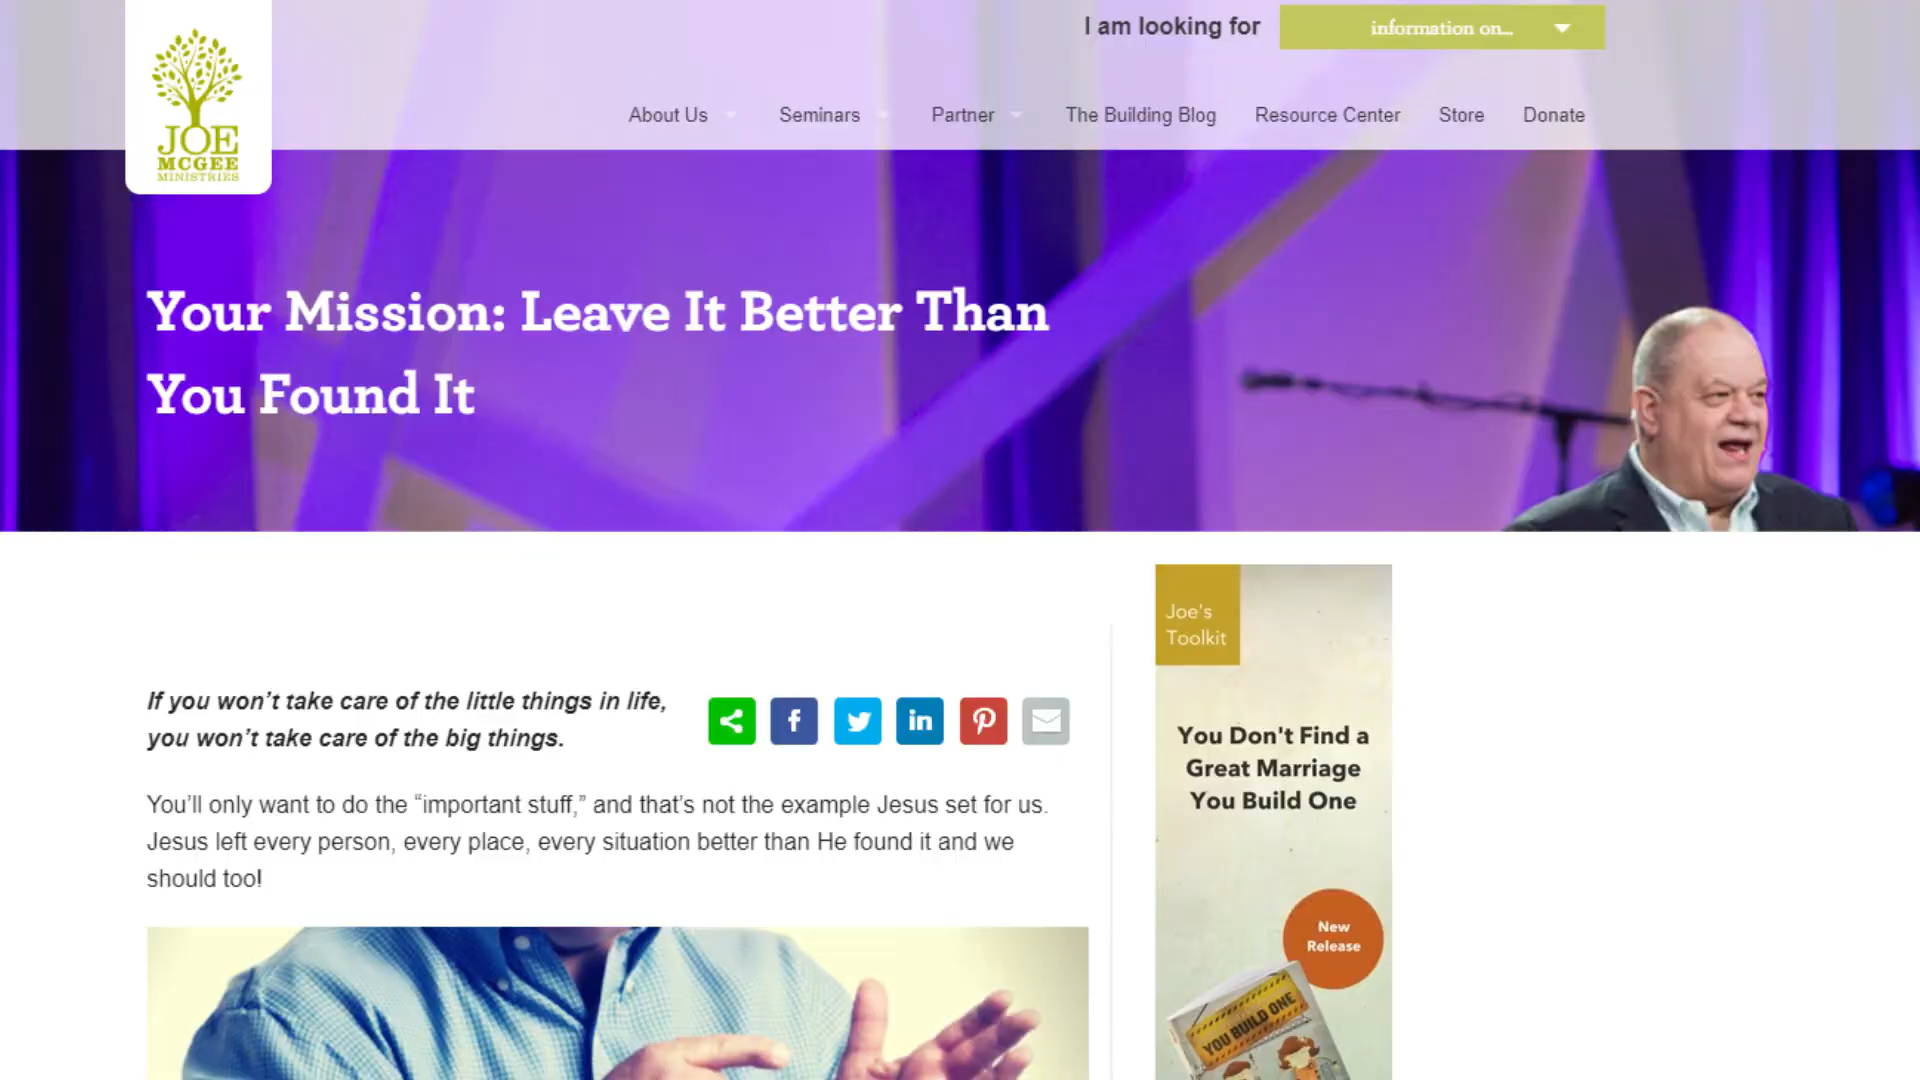 I am looking for
information on...
JOE
MCGEE
MINISTRIES
About Us
Seminars
Partner
The Building Blog
Resource Center
Store
Donate
Your Mission: Leave It Better Than
You Found It
If you won’t take care of the little things in life,
you won’t take care of the big things.
You’ll only want to do the “important stuff,” and that’s not the example Jesus set for us.
Jesus left every person, every place, every situation better than He found it and we
should too!
Joe's
Toolkit
You Don't Find a
Great Marriage
You Build One
New
Release
YOU BUILD ONE